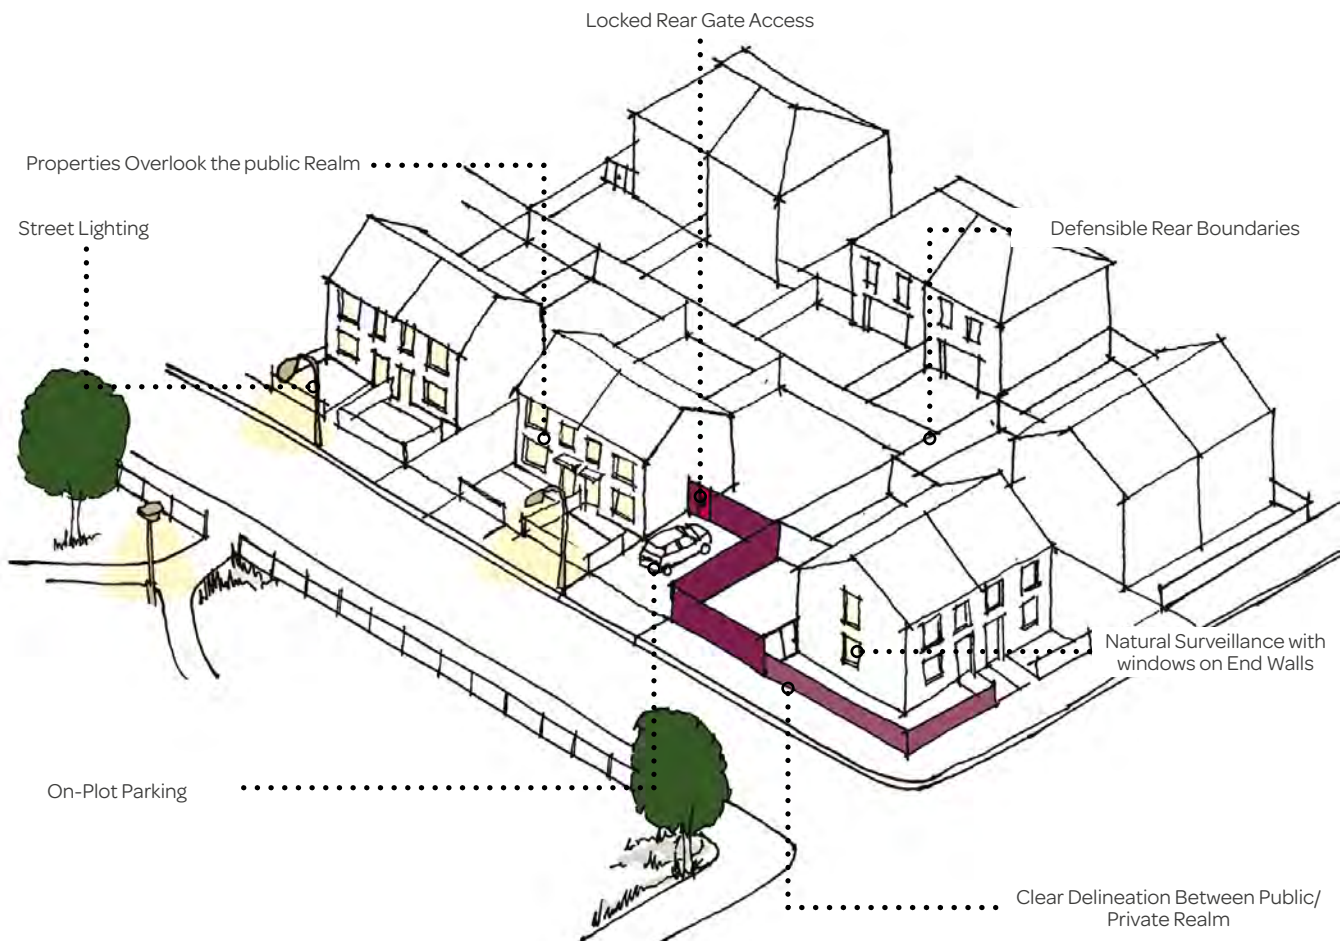 Locked Rear Gate Access
Properties Overlook the public Realm
Street Lighting
Defensible Rear Boundaries
Natural Surveillance with
windows on End Walls
On-Plot Parking
Clear Delineation Between Public/
Private Realm